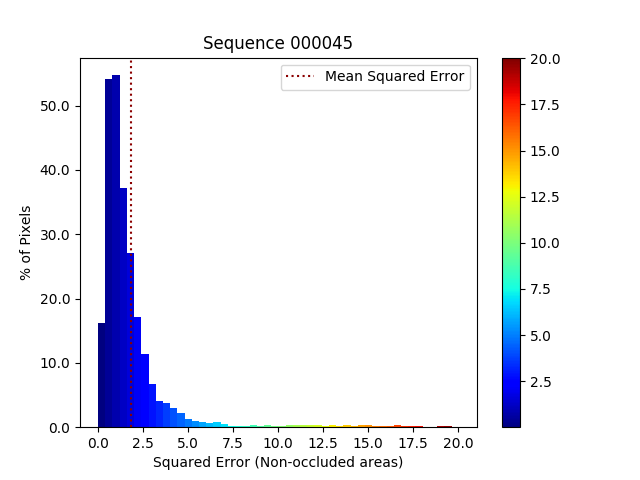 Sequence 000045
Mean Squared Error
% of Pixels
50.0
40.0
30.0
20.0
10.0
0.0
0.0 2.5 5.0 7.5 10.0 12.5 15.0 17.5 20.0
Squared Error (Non-occluded areas)
20.0
17.5
15.0
12.5
10.0
7.5
5.0
2.5